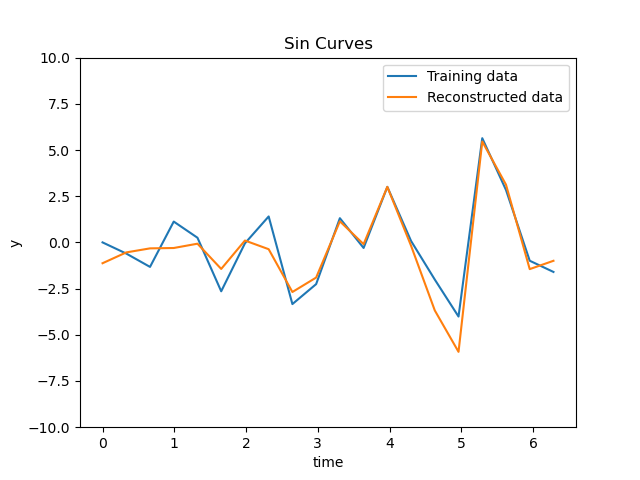 Sin Curves
Training data
Reconstructed data
10.0
7.5
5.0
2.5
0.0
−2.5
−5.0
−7.5
−10.0
y
0 1 2 3 4 5 6
time